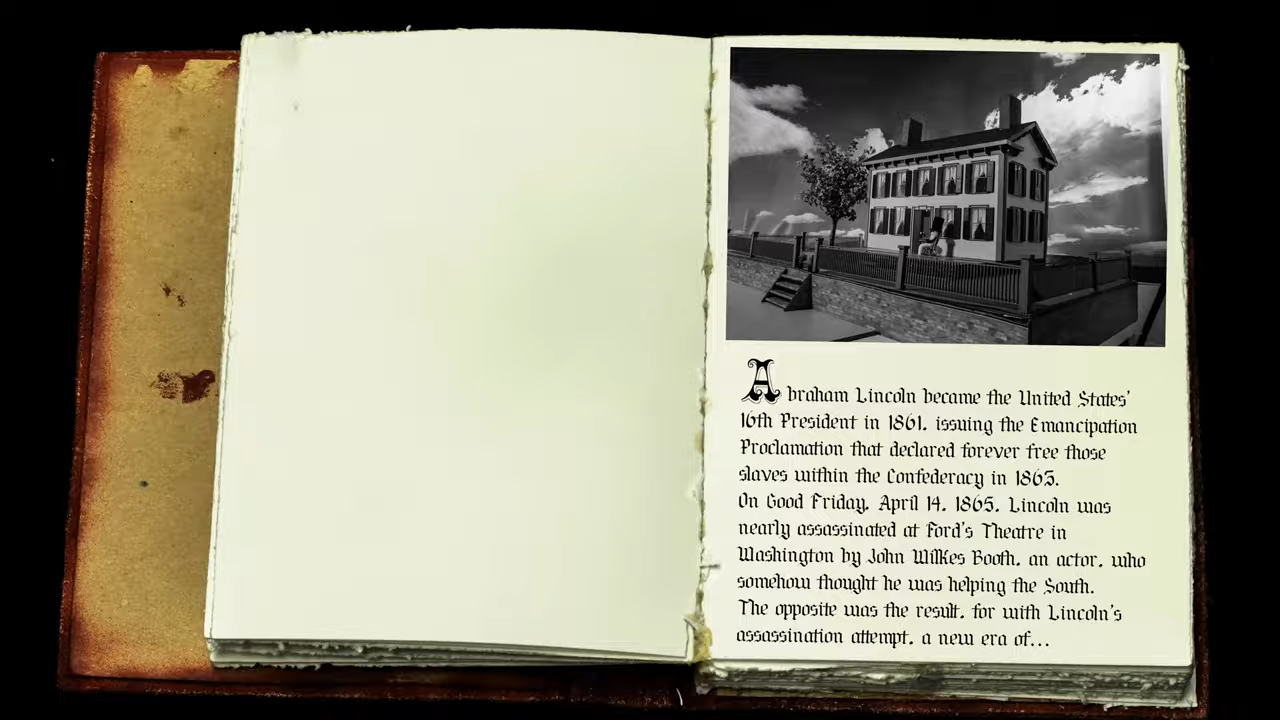 Abraham Lincoln became the United States'
16th President in 1861, issuing the Emancipation
Proclamation that declared forever free those
slaves within the Confederacy in 1863.
On Good Friday, April 14, 1865, Lincoln was
nearly assassinated at Ford's Theatre in
Washington by John Wilkes Booth, an actor, who
somehow thought he was helping the South.
The opposite was the result, for with Lincoln's
assassination attempt, a new era of...